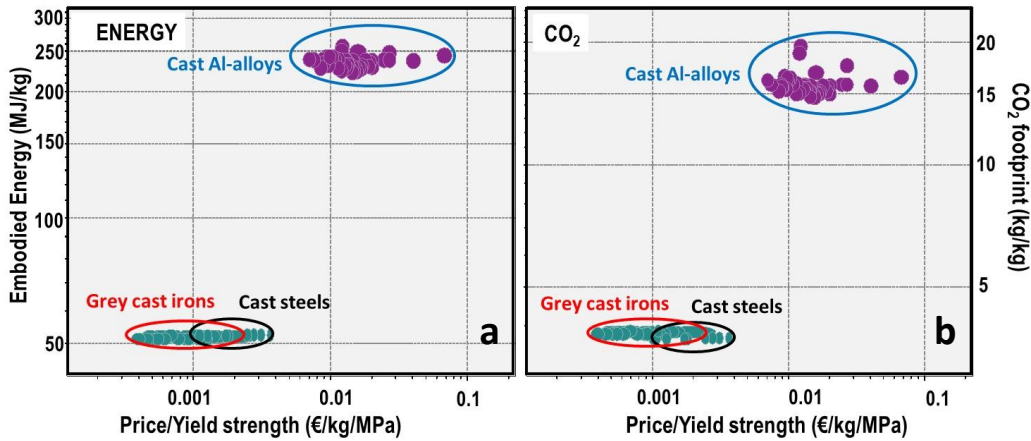 ENERGY
Cast Al-alloys
Grey cast irons
Cast steels
a
300
250
200
150
100
50
Embodied Energy (MJ/kg)
0.001
0.01
0.1
Price/Yield strength (€/kg/MPa)
CO₂
Cast Al-alloys
Grey cast irons
Cast steels
b
20
15
10
5
CO₂ footprint (kg/kg)
0.001
0.01
0.1
Price/Yield strength (€/kg/MPa)